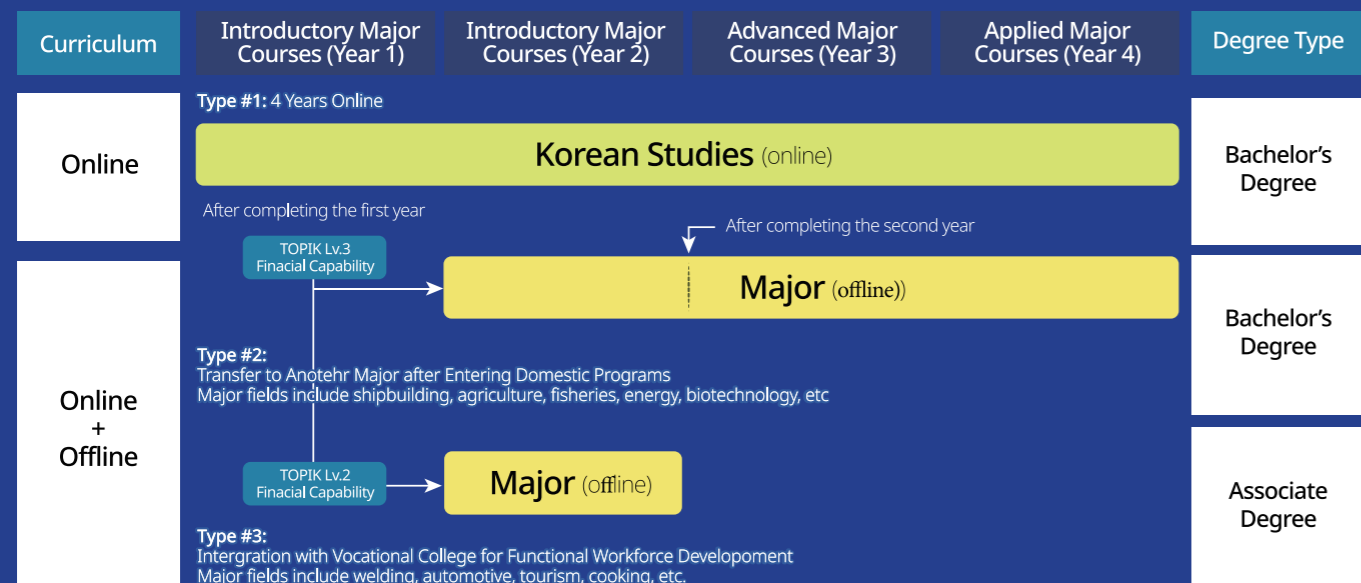 Curriculum
Introductory Major
Courses (Year 1)
Introductory Major
Courses (Year 2)
Advanced Major
Courses (Year 3)
Applied Major
Courses (Year 4)
Degree Type
Type #1: 4 Years Online
Online
Korean Studies (online)
Bachelor's
Degree
After completing the first year
After completing the second year
TOPIK Lv.3
Finacial Capability
Major (offline))
Bachelor's
Degree
Type #2:
Transfer to Anotehr Major after Entering Domestic Programs
Major fields include shipbuilding, agriculture, fisheries, energy, biotechnology, etc
Online
+
Offline
TOPIK Lv.2
Finacial Capability
Major (offline)
Associate
Degree
Type #3:
Intergration with Vocational College for Functional Workforce Developoment
Major fields include welding, automotive, tourism, cooking, etc.